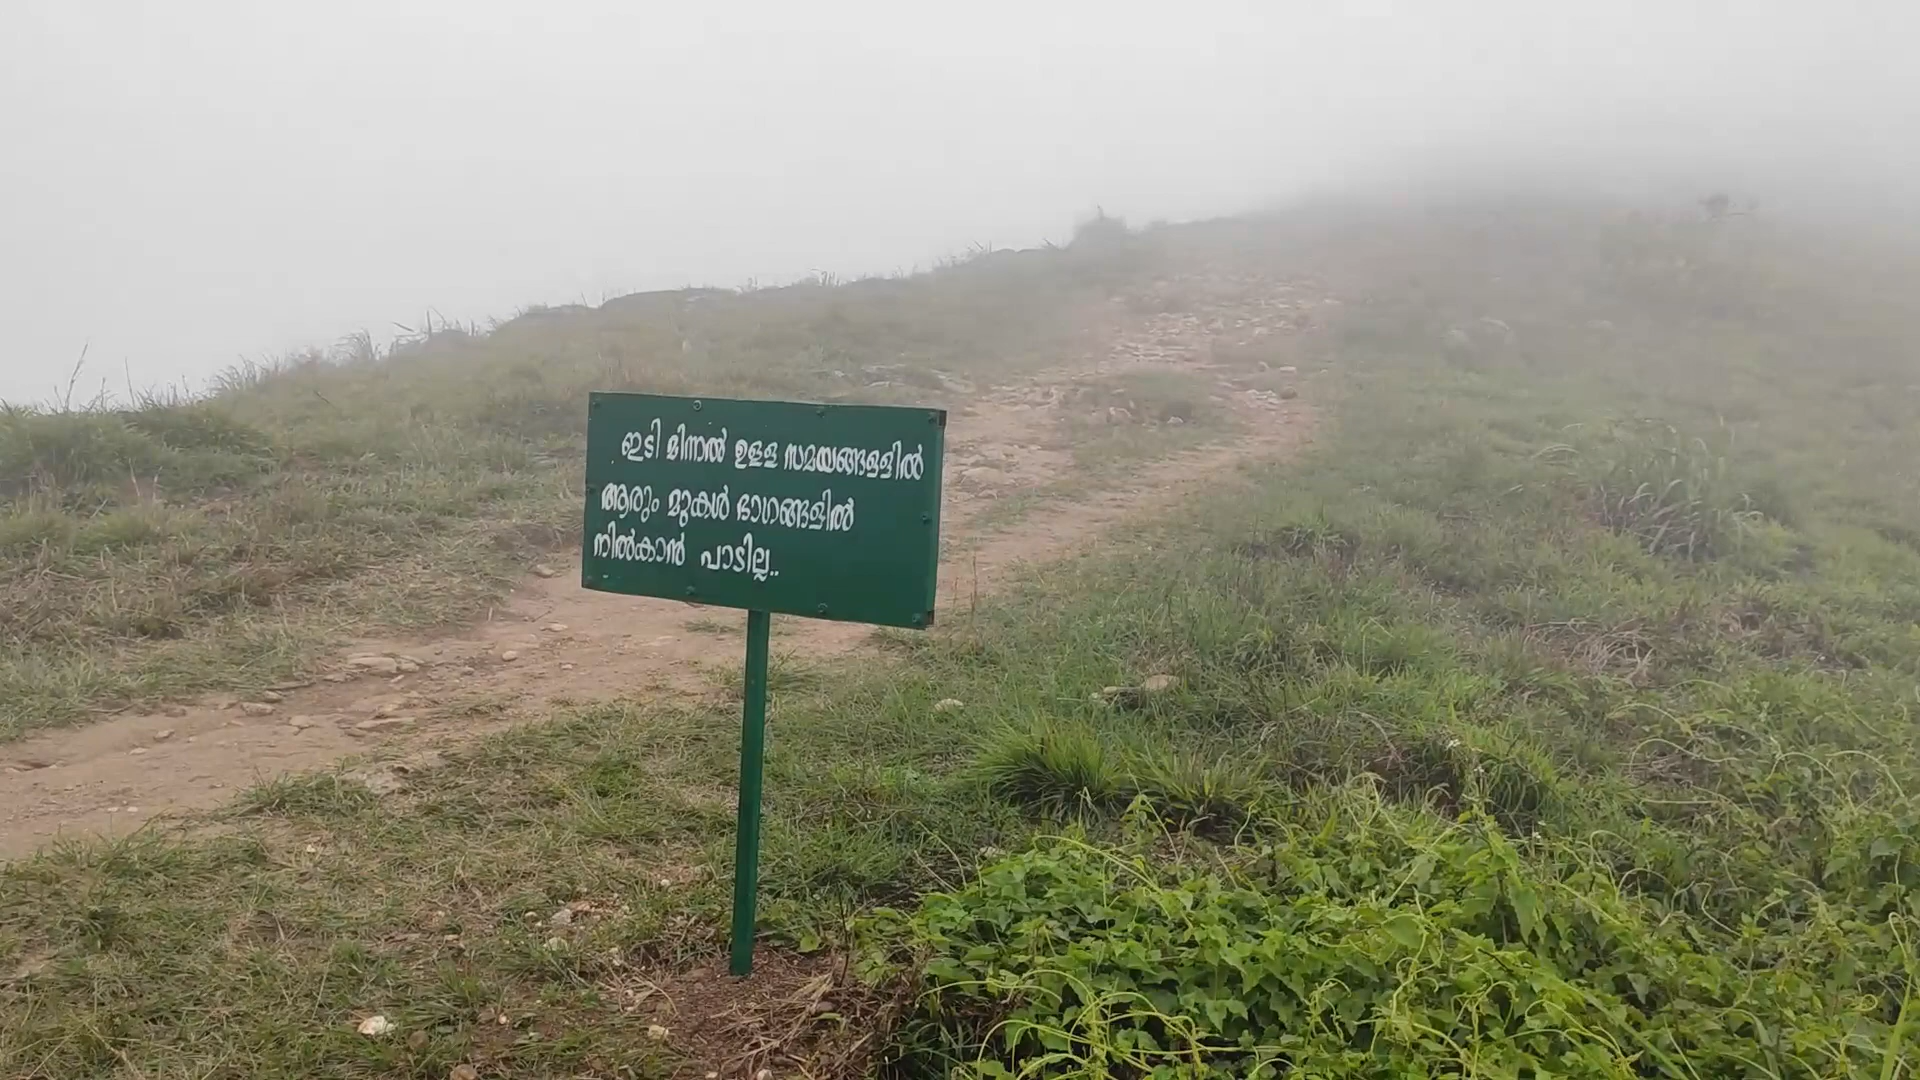 ഇടി മിന്നൽ ഉള്ള സമയങ്ങളിൽ
ആരും മുകൾ ഭാഗങ്ങളിൽ
നിൽകാൻ പാടില്ല..